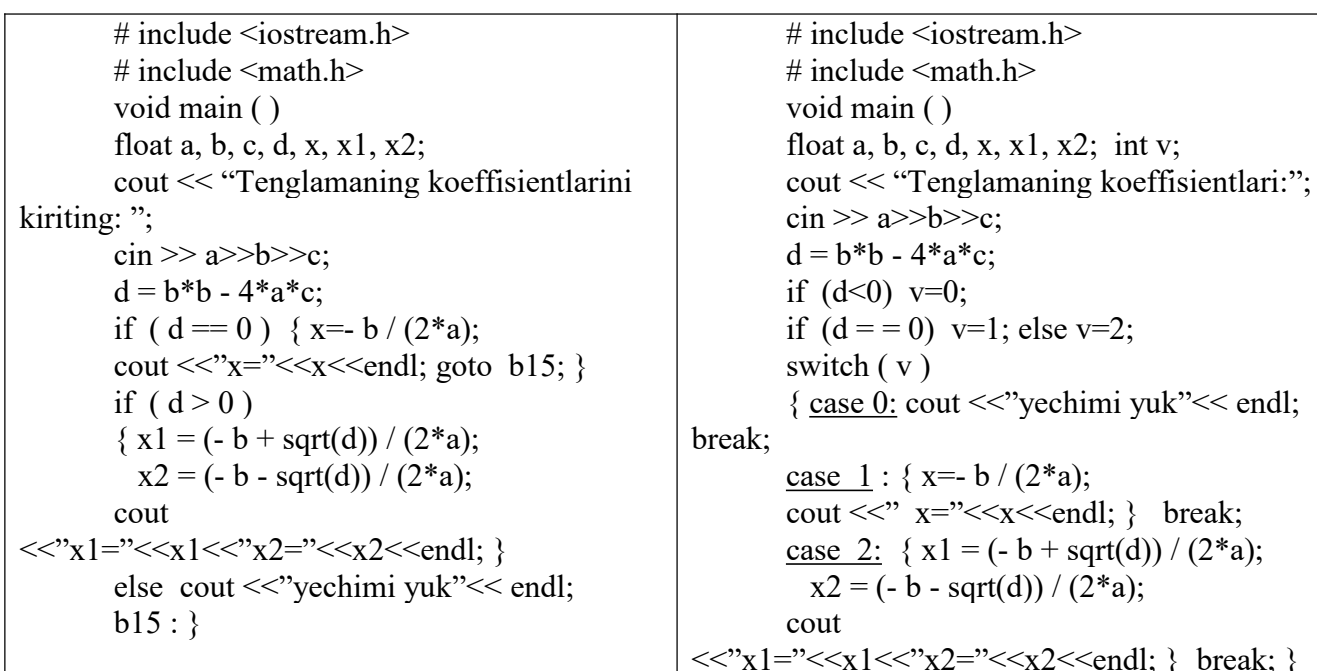 # include <iostream.h>
# include <math.h>
void main ( )
float a, b, c, d, x, x1, x2;
cout << “Tenglamaning koeffisientlarini
kiriting: ”;
cin >> a>>b>>c;
d = b*b - 4*a*c;
if ( d == 0 ) { x=- b / (2*a);
cout <<”x=”<<x<<endl; goto b15; }
if ( d > 0 )
{ x1 = (- b + sqrt(d)) / (2*a);
x2 = (- b - sqrt(d)) / (2*a);
cout
<<”x1=”<<x1<<”x2=”<<x2<<endl; }
else cout <<”yechimi yuk”<< endl;
b15 : }
# include <iostream.h>
# include <math.h>
void main ( )
float a, b, c, d, x, x1, x2; int v;
cout << “Tenglamaning koeffisientlari:”;
cin >> a>>b>>c;
d = b*b - 4*a*c;
if (d<0) v=0;
if (d = = 0) v=1; else v=2;
switch ( v )
{ case 0: cout <<”yechimi yuk”<< endl;
break;
case 1 : { x=- b / (2*a);
cout <<” x=”<<x<<endl; } break;
case 2: { x1 = (- b + sqrt(d)) / (2*a);
x2 = (- b - sqrt(d)) / (2*a);
cout
<<”x1=”<<x1<<”x2=”<<x2<<endl; } break; }